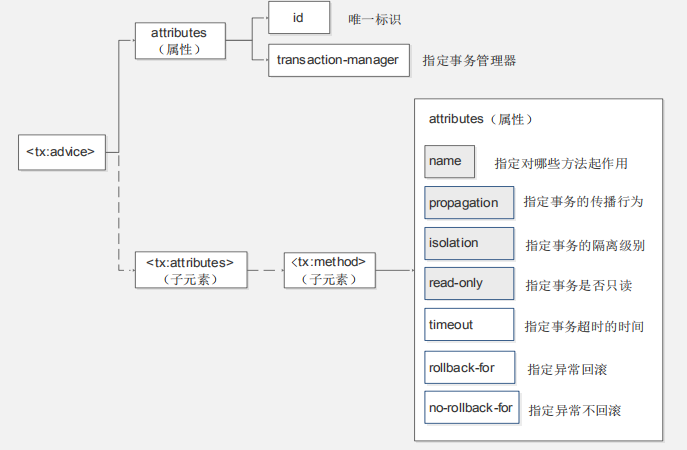 attributes
（属性）
id
唯一标识
transaction-manager
指定事务管理器
<tx:advice>
<tx:attributes>
（子元素）
<tx:method>
（子元素）
attributes（属性）
name
指定对哪些方法起作用
propagation
指定事务的传播行为
isolation
指定事务的隔离级别
read-only
指定事务是否只读
timeout
指定事务超时的时间
rollback-for
指定异常回滚
no-rollback-for
指定异常不回滚